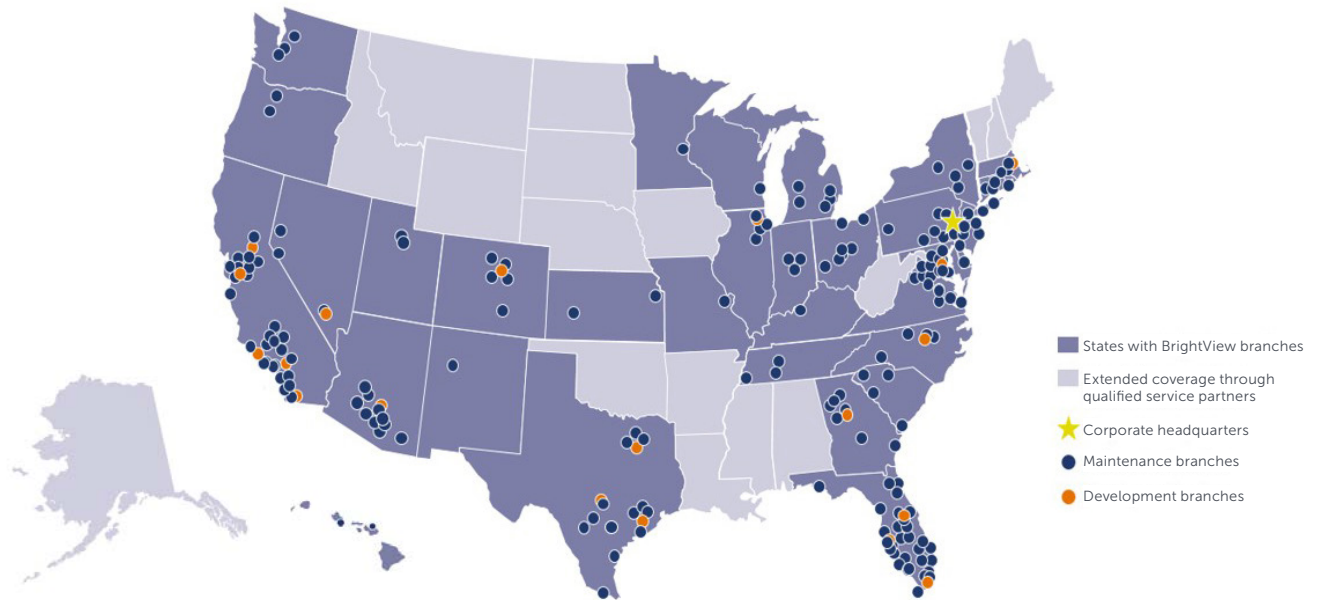 States with BrightView branches
Extended coverage through
qualified service partners
Corporate headquarters
Maintenance branches
Development branches